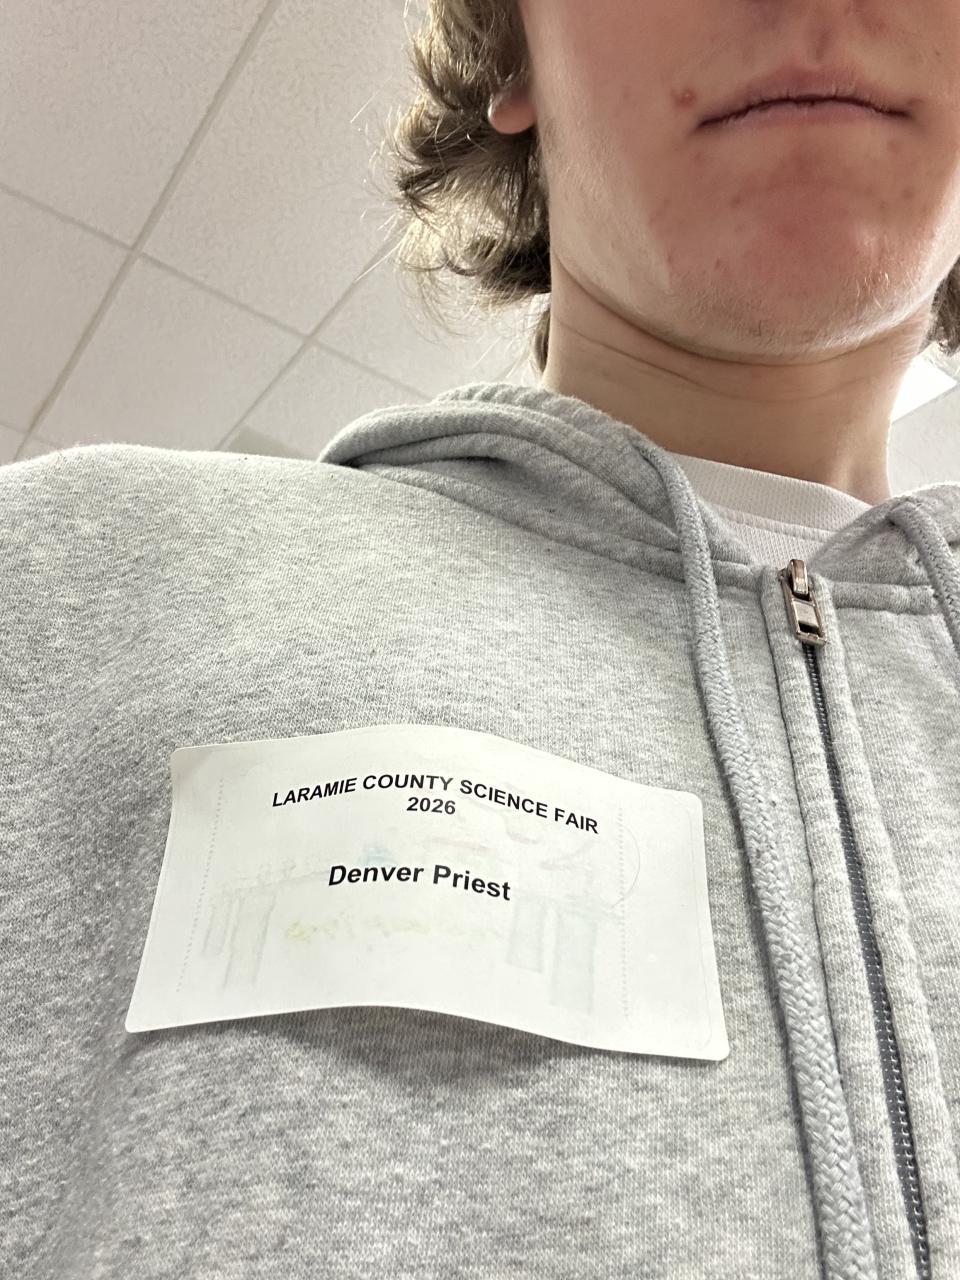 LARAMIE COUNTY SCIENCE FAIR
2026
Denver Priest